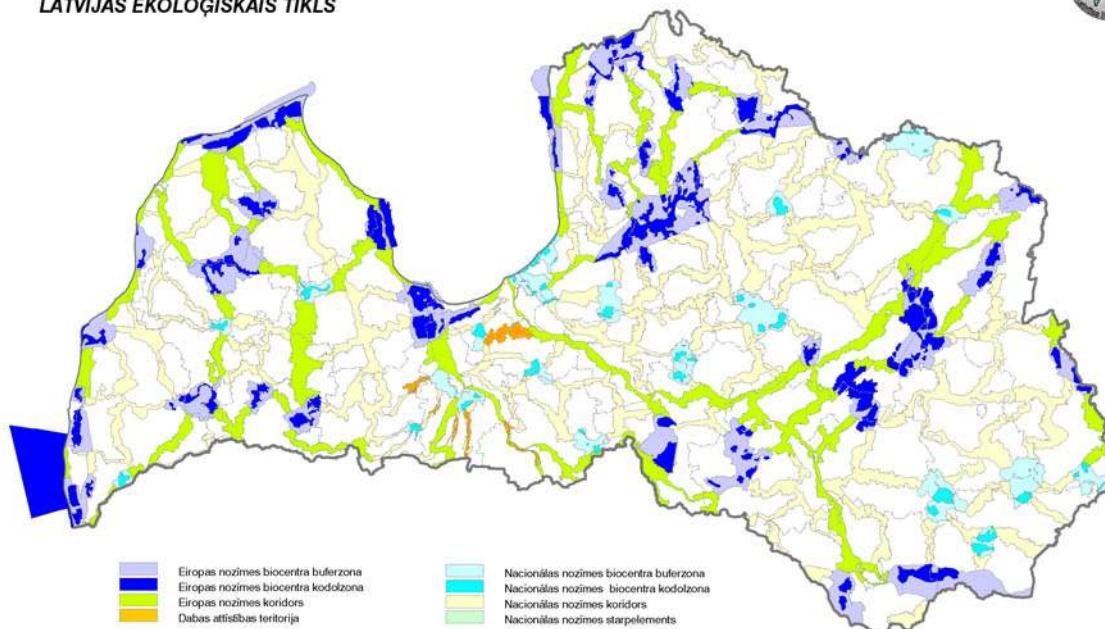 LATVIJAS EKOLOĢISKAIS TĪKLS
Eiropas nozīmes biocentra buferzona
Eiropas nozīmes biocentra kodolzona
Eiropas nozīmes koridors
Dabas attīstības teritorija
Nacionālas nozīmes biocentra buferzona
Nacionālas nozīmes biocentra kodolzona
Nacionālas nozīmes koridors
Nacionālas nozīmes starpelements